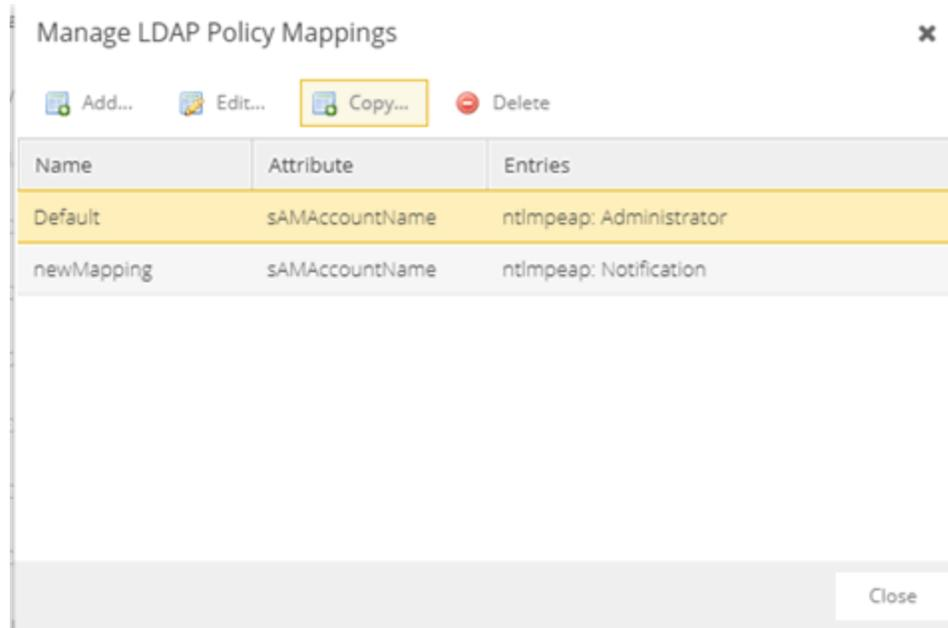 Manage LDAP Policy Mappings
Add... Edit... Copy... Delete
Name Attribute Entries
Default sAMAccountName ntlmpeap: Administrator
newMapping sAMAccountName ntlmpeap: Notification
Close